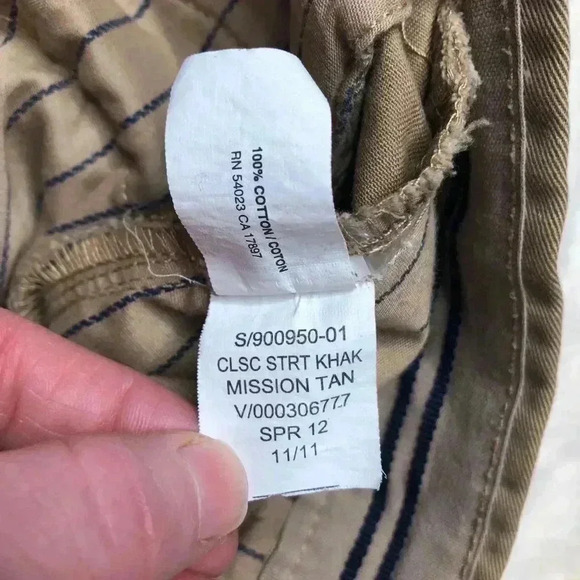 100% COTTON/COTON
RN 54023 CA 17897
S/900950-01
CLSC STRT KHAK
MISSION TAN
V/000306777
SPR 12
11/11